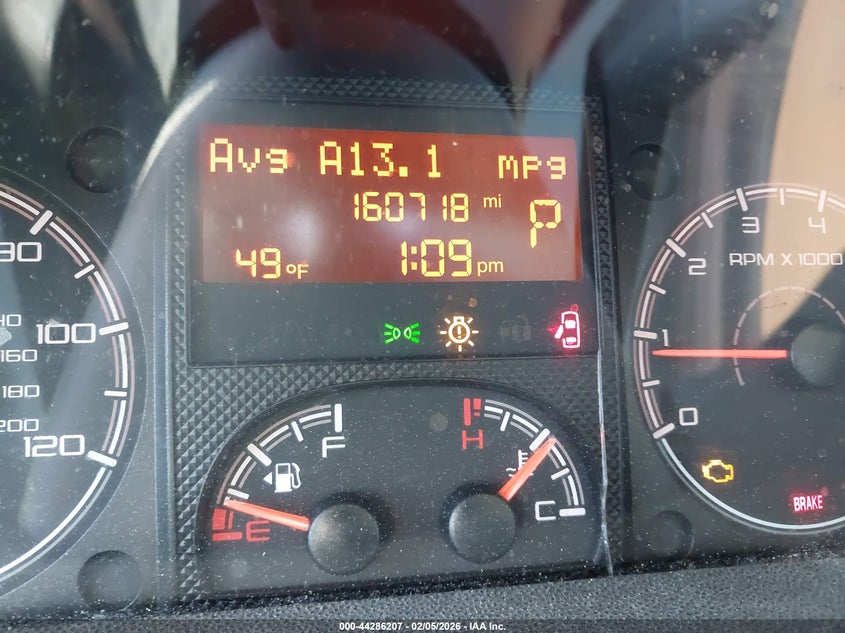 Avg A13.1 mpg
160718 mi
P
49°F 1:09 pm
80
100
120
160
180
200
F
E
H
C
0
1
2
3
4
RPM X 1000
BRAKE
000-44286207 - 02/05/2026 - IAA Inc.